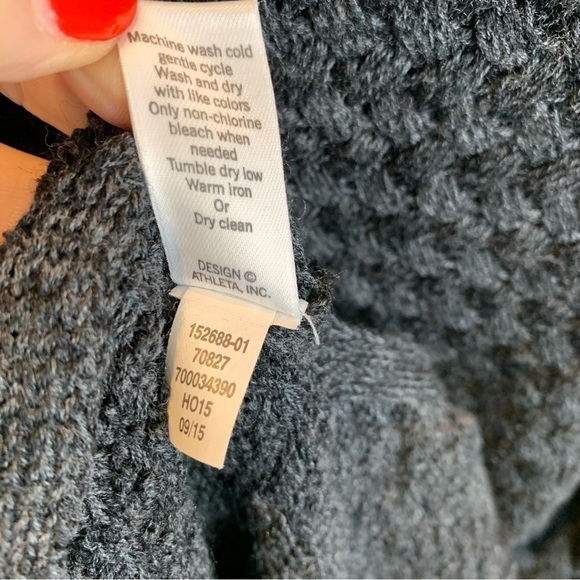 Machine wash cold
gentle cycle
Wash and dry
with like colors
Only non-chlorine
bleach when
needed
Tumble dry low
Warm iron
Or
Dry clean
DESIGN ©
ATHLETA, INC.
152688-01
70827
700034390
HO15
09/15